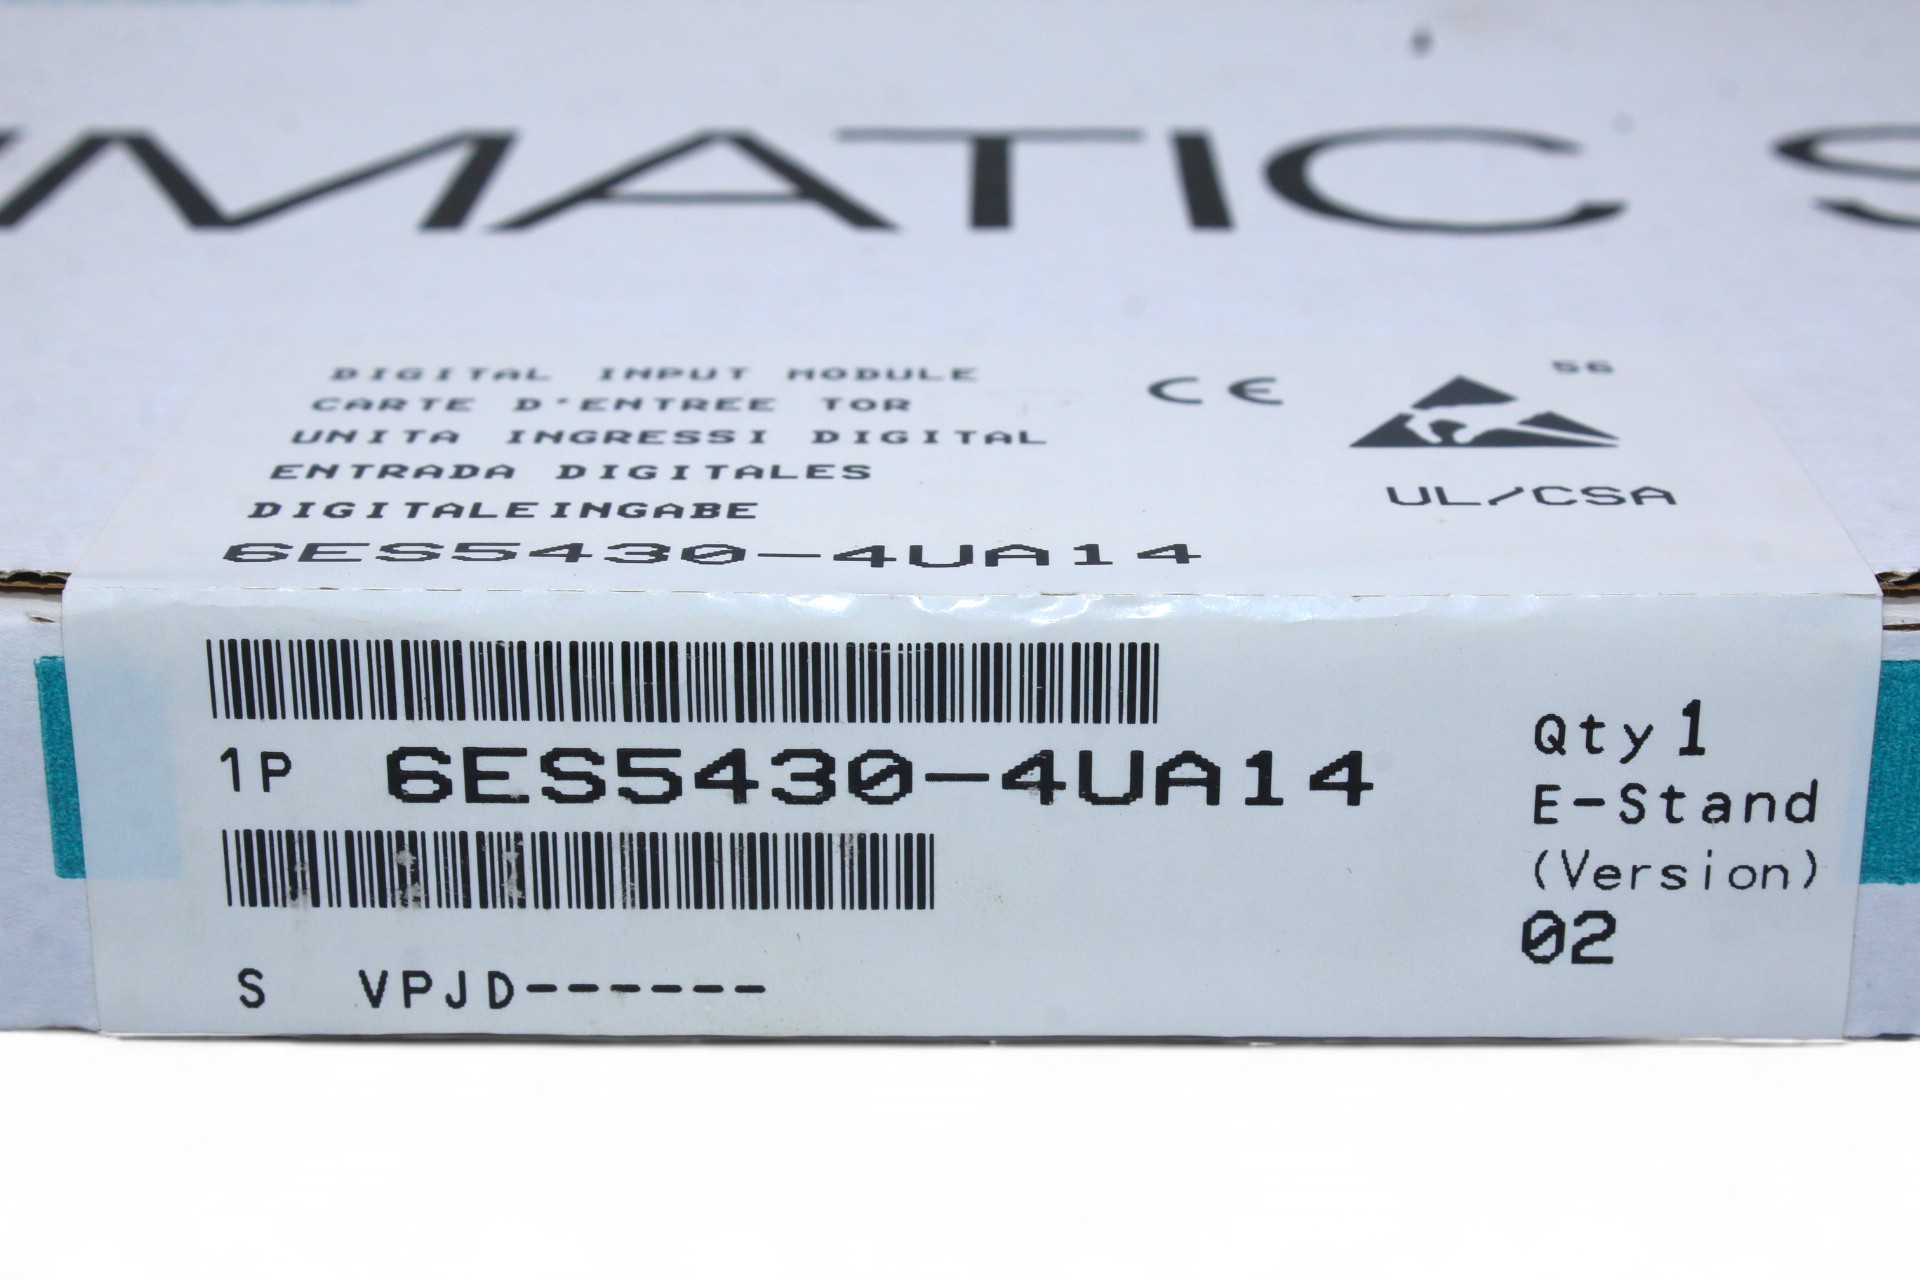 MATIC S
DIGITAL INPUT MODULE
CARTE D'ENTREE TOR
UNITA INGRESSI DIGITAL
ENTRADA DIGITALES
DIGITALEINGABE
6ES5430-4UA14
CE
56
UL/CSA
1P 6ES5430-4UA14
S VPJD------
Qty 1
E-Stand
(Version)
02